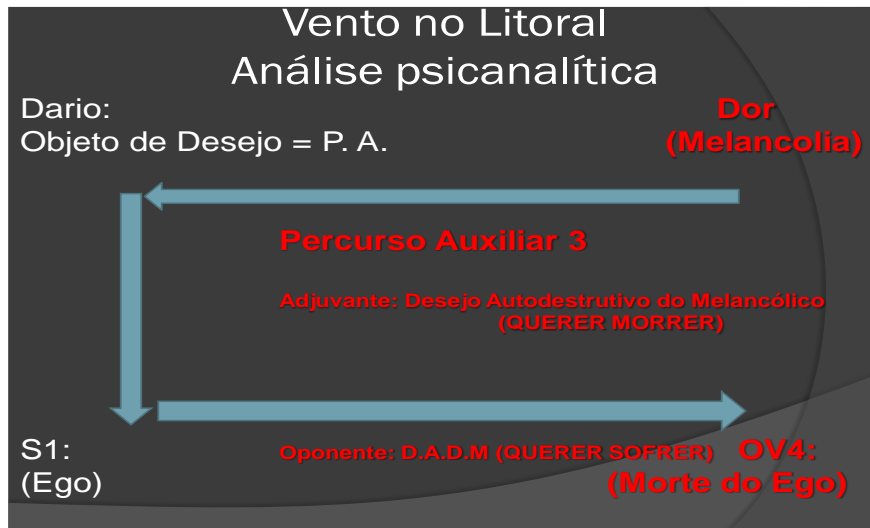 Vento no Litoral
Análise psicanalítica
Dario:
Objeto de Desejo = P. A.
Dor
(Melancolia)
Percurso Auxiliar 3
Adjuvante: Desejo Autodestrutivo do Melancólico
(QUERER MORRER)
S1:
(Ego)
Oponente: D.A.D.M (QUERER SOFRER)
OV4:
(Morte do Ego)